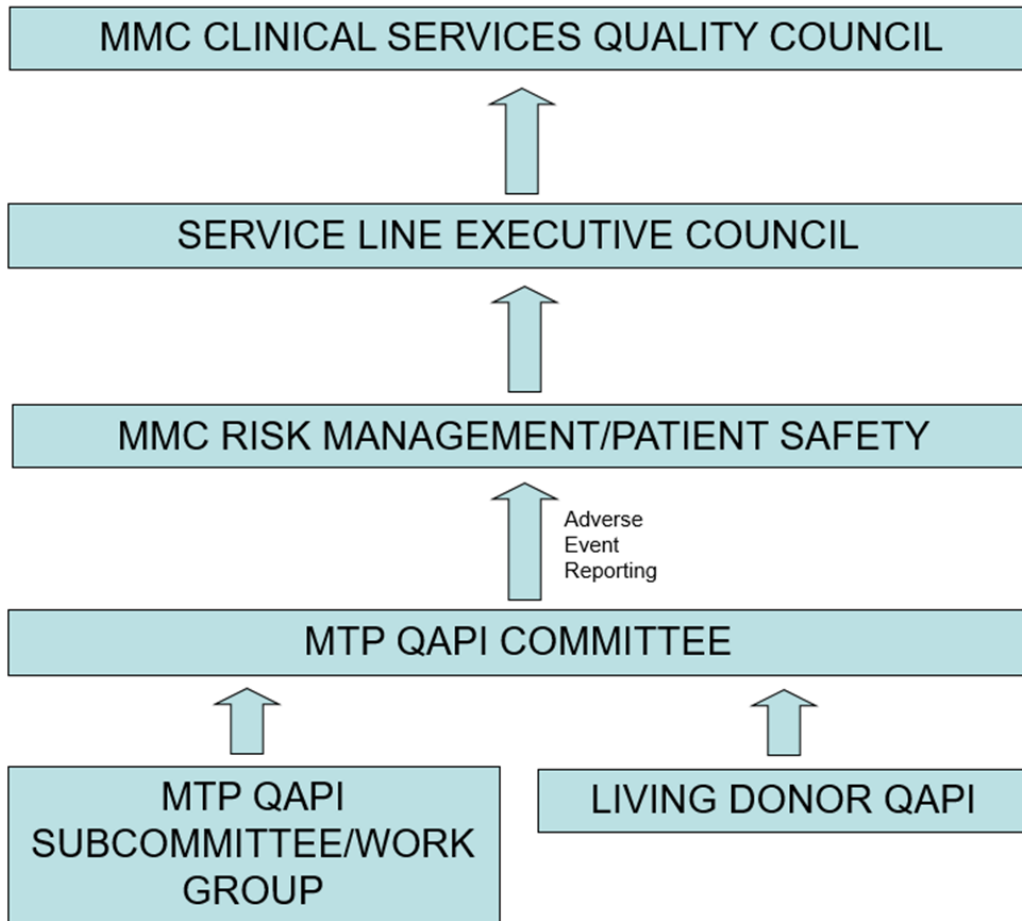 MMC CLINICAL SERVICES QUALITY COUNCIL
SERVICE LINE EXECUTIVE COUNCIL
MMC RISK MANAGEMENT/PATIENT SAFETY
Adverse
Event
Reporting
MTP QAPI COMMITTEE
MTP QAPI
SUBCOMMITTEE/WORK
GROUP
LIVING DONOR QAPI